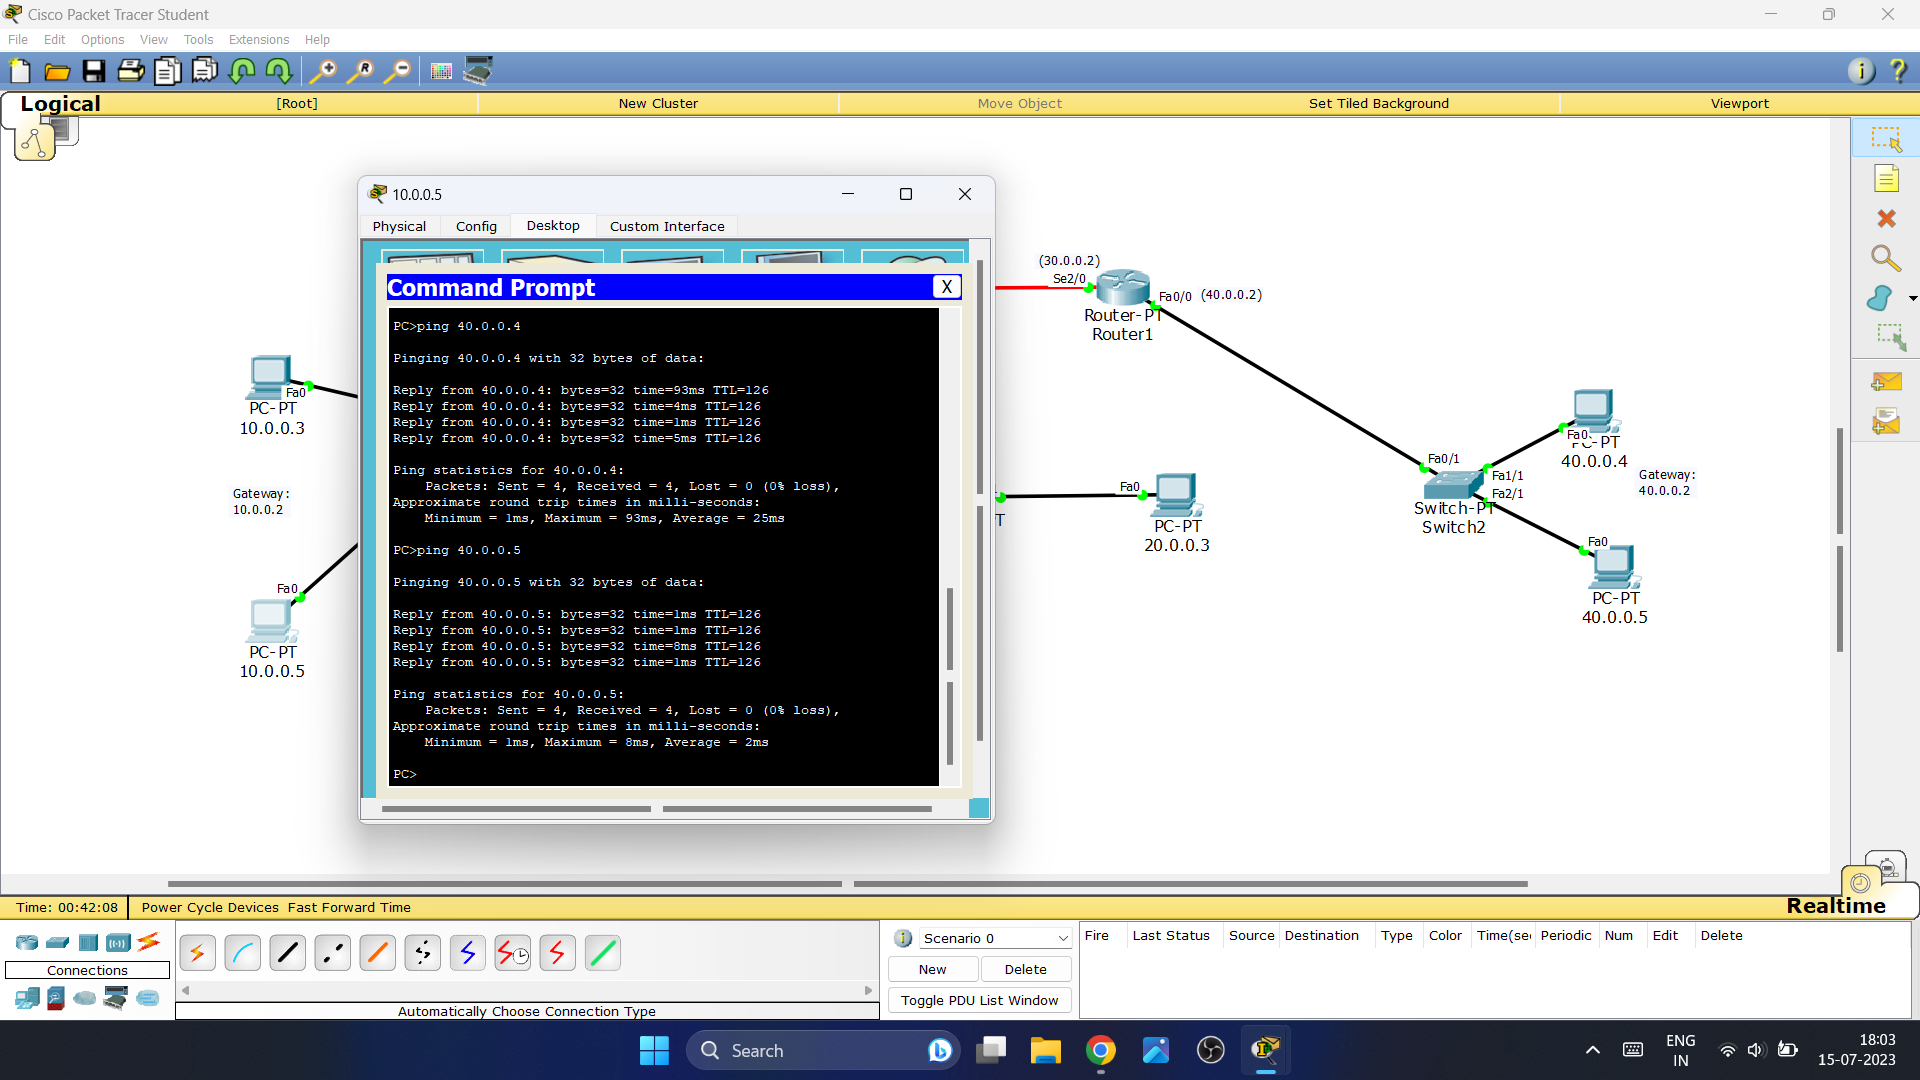 Cisco Packet Tracer Student
File Edit Options View Tools Extensions Help
Logical
[Root]
New Cluster
Move Object
Set Tiled Background
Viewport
10.0.0.5
Physical Config Desktop Custom Interface
Command Prompt X
PC>ping 40.0.0.4
Pinging 40.0.0.4 with 32 bytes of data:
Reply from 40.0.0.4: bytes=32 time=93ms TTL=126
Reply from 40.0.0.4: bytes=32 time=4ms TTL=126
Reply from 40.0.0.4: bytes=32 time=1ms TTL=126
Reply from 40.0.0.4: bytes=32 time=5ms TTL=126
Ping statistics for 40.0.0.4:
Packets: Sent = 4, Received = 4, Lost = 0 (0% loss),
Approximate round trip times in milli-seconds:
Minimum = 1ms, Maximum = 93ms, Average = 25ms
PC>ping 40.0.0.5
Pinging 40.0.0.5 with 32 bytes of data:
Reply from 40.0.0.5: bytes=32 time=1ms TTL=126
Reply from 40.0.0.5: bytes=32 time=1ms TTL=126
Reply from 40.0.0.5: bytes=32 time=8ms TTL=126
Reply from 40.0.0.5: bytes=32 time=1ms TTL=126
Ping statistics for 40.0.0.5:
Packets: Sent = 4, Received = 4, Lost = 0 (0% loss),
Approximate round trip times in milli-seconds:
Minimum = 1ms, Maximum = 8ms, Average = 2ms
PC>
Fa0
PC-PT
10.0.0.3
Gateway:
10.0.0.2
Fa0
PC-PT
10.0.0.5
(30.0.0.2)
Se2/0
Fa0/0 (40.0.0.2)
Router-PT
Router1
T
Fa0
PC-PT
20.0.0.3
Fa0/1
Fa1/1
Fa2/1
Switch-PT
Switch2
Fa0
PC-PT
40.0.0.4
Gateway:
40.0.0.2
Fa0
PC-PT
40.0.0.5
Time: 00:42:08 Power Cycle Devices Fast Forward Time
Realtime
Connections
Automatically Choose Connection Type
Scenario 0
New Delete
Toggle PDU List Window
Fire Last Status Source Destination Type Color Time(sec Periodic Num Edit Delete
Search
ENG
IN
18:03
15-07-2023